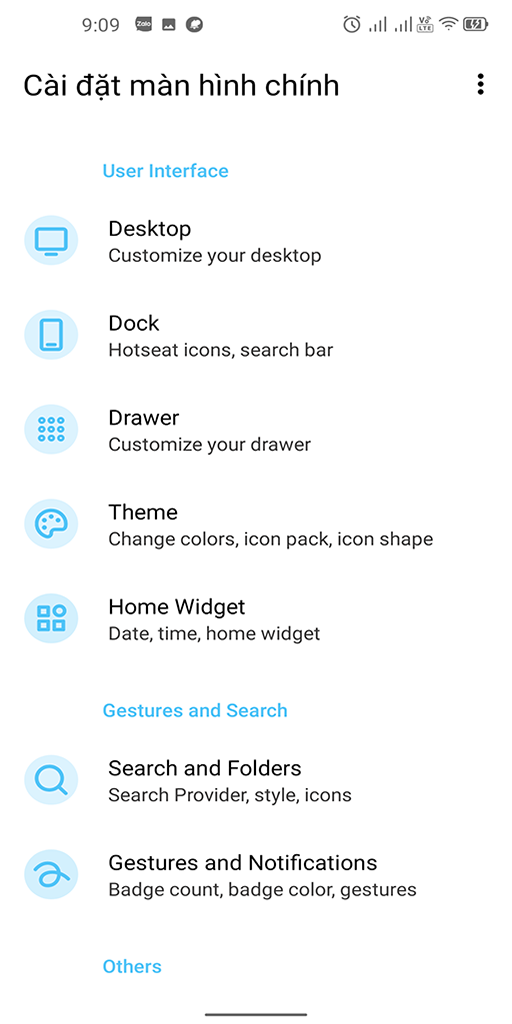 9:09
Zalo
Vo
LTE
Cài đặt màn hình chính
User Interface
Desktop
Customize your desktop
Dock
Hotseat icons, search bar
Drawer
Customize your drawer
Theme
Change colors, icon pack, icon shape
Home Widget
Date, time, home widget
Gestures and Search
Search and Folders
Search Provider, style, icons
Gestures and Notifications
Badge count, badge color, gestures
Others